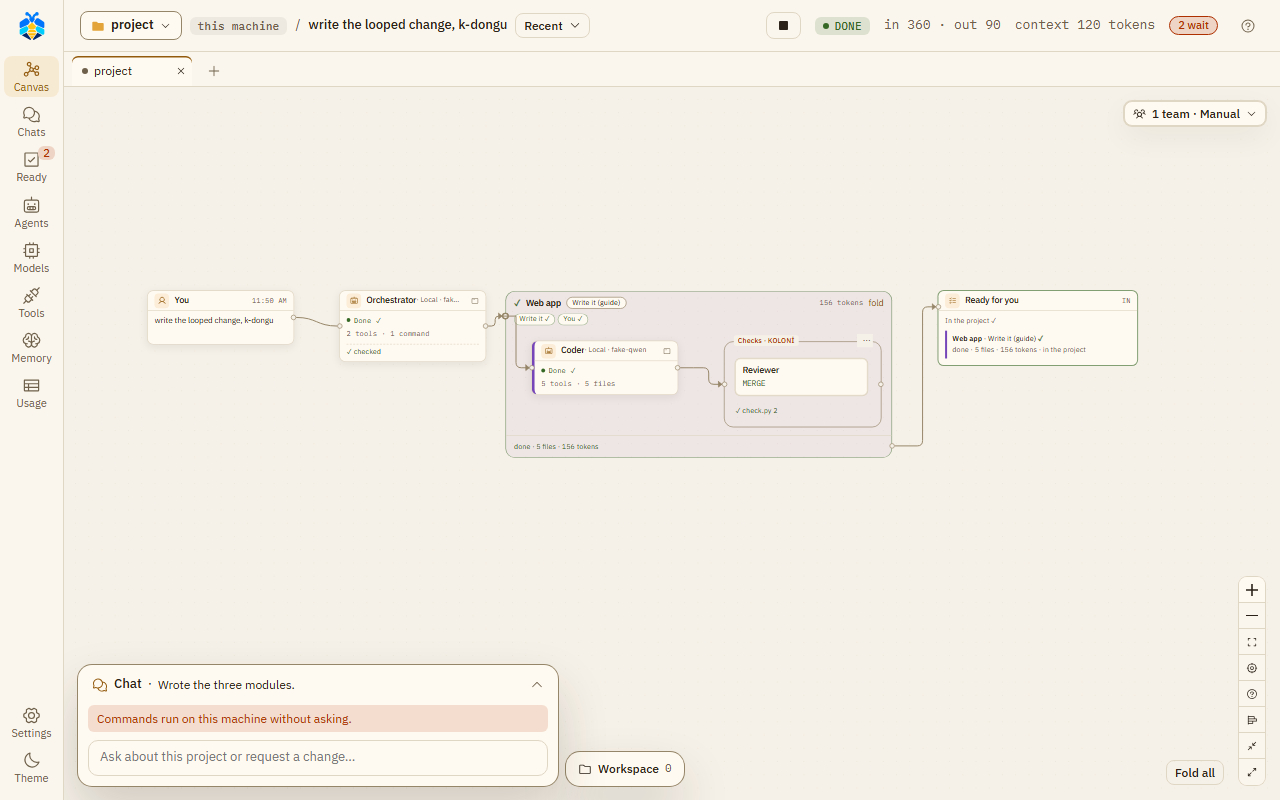 project
this machine
/
write the looped change, k-dongu
Recent
DONE
in 360 · out 90
context 120 tokens
2 wait
Canvas
Chats
2
Ready
Agents
Models
Tools
Memory
Usage
Settings
Theme
project
1 team · Manual
You
11:50 AM
write the looped change, k-dongu
Orchestrator · Local · fak...
Done ✓
2 tools · 1 command
✓ checked
✓ Web app
Write it (guide)
156 tokens
fold
Write it ✓
You ✓
Coder · Local · fake-qwen
Done ✓
5 tools · 5 files
Checks · KOLONİ
...
Reviewer
MERGE
✓ check.py 2
done · 5 files · 156 tokens
Ready for you
IN
In the project ✓
Web app · Write it (guide) ✓
done · 5 files · 156 tokens · in the project
Chat · Wrote the three modules.
Commands run on this machine without asking.
Ask about this project or request a change...
Workspace 0
Fold all